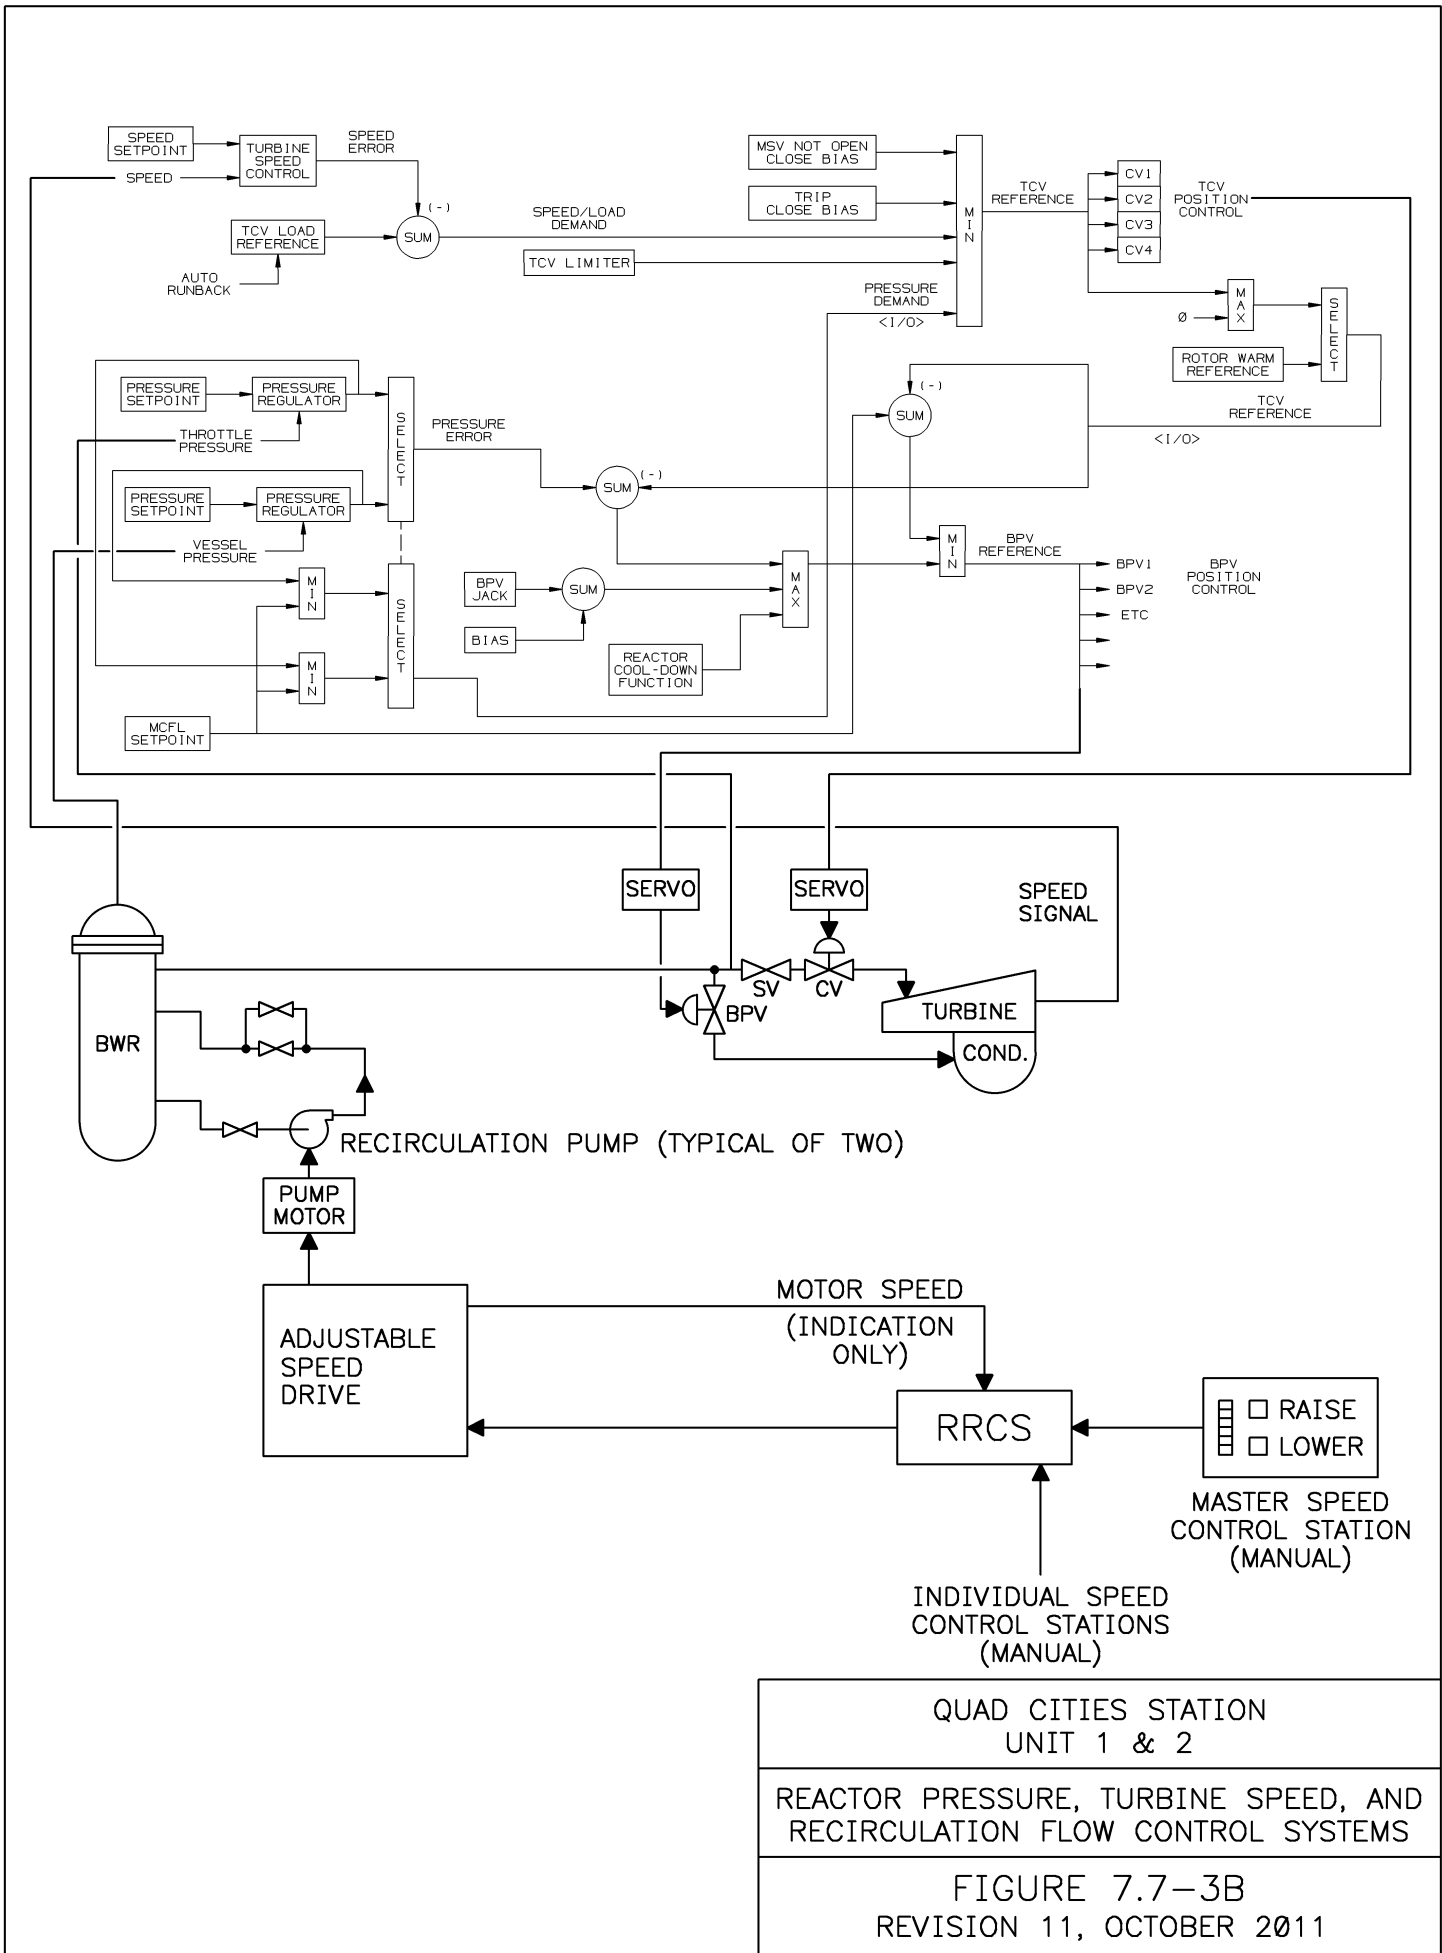 SPEED
SETPOINT
TURBINE
SPEED
CONTROL
SPEED
ERROR
SPEED
(-)
TCV LOAD
REFERENCE
SUM
SPEED/LOAD
DEMAND
AUTO
RUNBACK
MSV NOT OPEN
CLOSE BIAS
TRIP
CLOSE BIAS
TCV LIMITER
PRESSURE
DEMAND
<I/O>
MIN
TCV
REFERENCE
CV1
CV2
CV3
CV4
TCV
POSITION
CONTROL
Ø
MAX
SELECT
ROTOR WARM
REFERENCE
TCV
REFERENCE
<I/O>
PRESSURE
SETPOINT
PRESSURE
REGULATOR
THROTTLE
PRESSURE
SELECT
PRESSURE
ERROR
(-)
SUM
(-)
SUM
PRESSURE
SETPOINT
PRESSURE
REGULATOR
VESSEL
PRESSURE
MIN
MIN
SELECT
MCFL
SETPOINT
BPV
JACK
SUM
BIAS
REACTOR
COOL-DOWN
FUNCTION
MAX
MIN
BPV
REFERENCE
BPV1
BPV2
ETC
BPV
POSITION
CONTROL
SERVO
SERVO
SPEED
SIGNAL
SV
CV
BPV
TURBINE
COND.
BWR
RECIRCULATION PUMP (TYPICAL OF TWO)
PUMP
MOTOR
ADJUSTABLE
SPEED
DRIVE
MOTOR SPEED
(INDICATION
ONLY)
RRCS
RAISE
LOWER
MASTER SPEED
CONTROL STATION
(MANUAL)
INDIVIDUAL SPEED
CONTROL STATIONS
(MANUAL)
QUAD CITIES STATION
UNIT 1 & 2
REACTOR PRESSURE, TURBINE SPEED, AND
RECIRCULATION FLOW CONTROL SYSTEMS
FIGURE 7.7-3B
REVISION 11, OCTOBER 2011